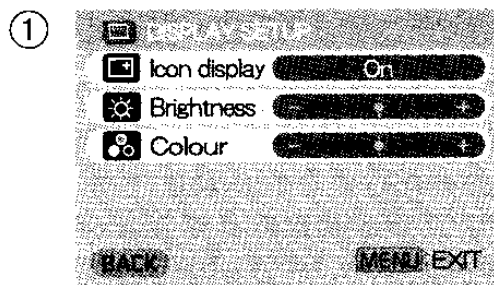 ①
DISPLAY SETUP
Icon display On
Brightness - +
Colour - +
BACK MENU EXIT